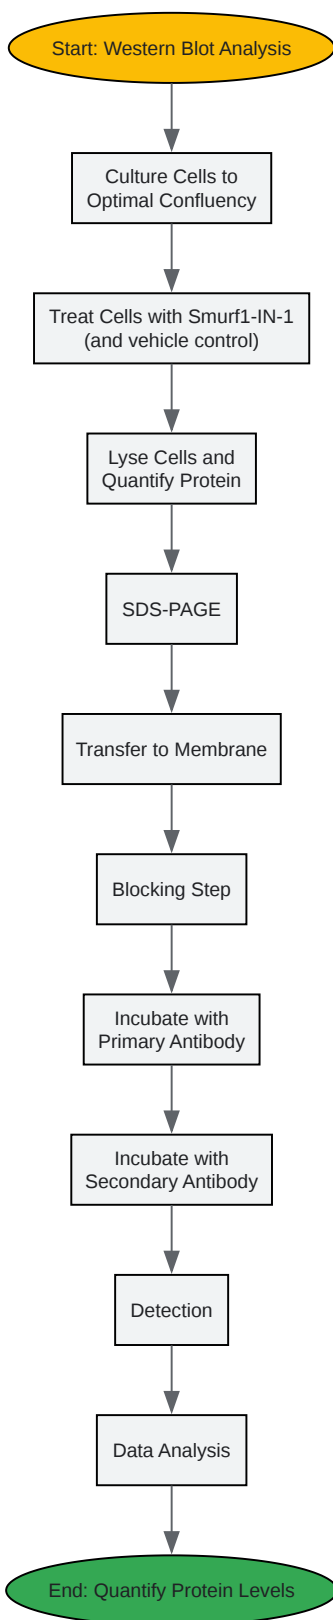 Start: Western Blot Analysis
Culture Cells to
Optimal Confluency
Treat Cells with Smurf1-IN-1
(and vehicle control)
Lyse Cells and
Quantify Protein
SDS-PAGE
Transfer to Membrane
Blocking Step
Incubate with
Primary Antibody
Incubate with
Secondary Antibody
Detection
Data Analysis
End: Quantify Protein Levels